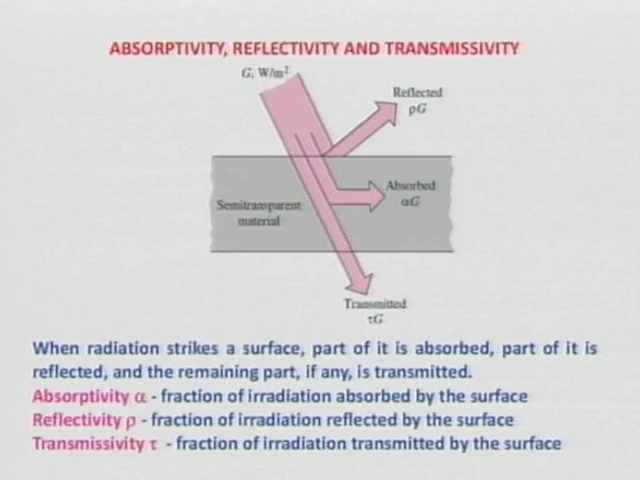 ABSORPTIVITY, REFLECTIVITY AND TRANSMISSIVITY
G, W/m²
Reflected
ρG
Absorbed
αG
Semitransparent
material
Transmitted
τG
When radiation strikes a surface, part of it is absorbed, part of it is
reflected, and the remaining part, if any, is transmitted.
Absorptivity α - fraction of irradiation absorbed by the surface
Reflectivity ρ - fraction of irradiation reflected by the surface
Transmissivity τ - fraction of irradiation transmitted by the surface